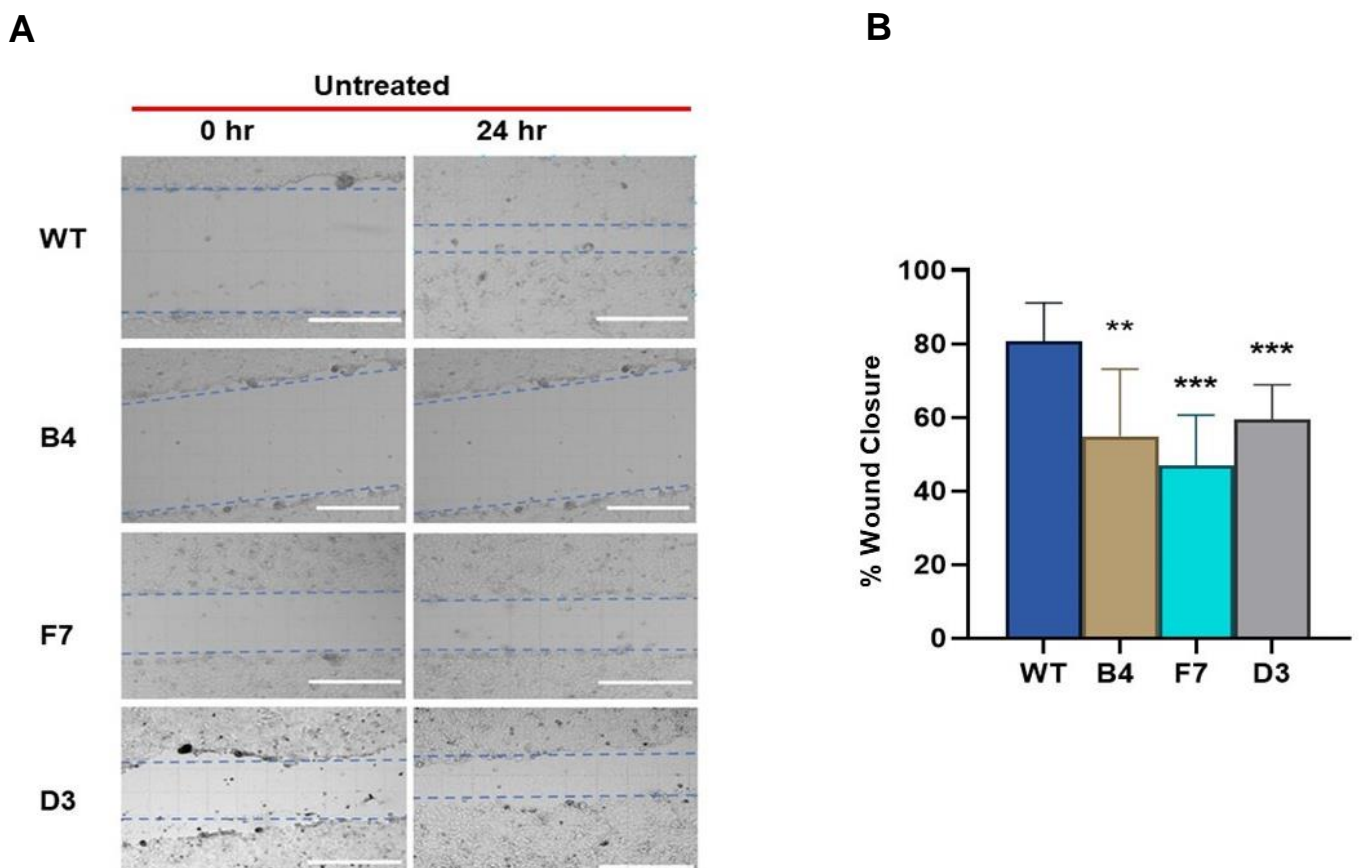 A
B
Untreated
0 hr
24 hr
WT
B4
F7
D3
% Wound Closure
100
80
60
40
20
0
**
***
***
WT
B4
F7
D3